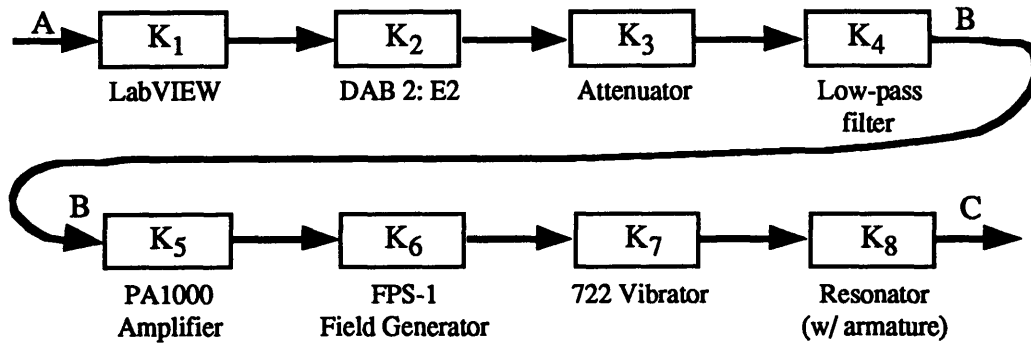 A
K1
K2
K3
K4
B
LabVIEW
DAB 2: E2
Attenuator
Low-pass
filter
B
K5
K6
K7
K8
C
PA1000
Amplifier
FPS-1
Field Generator
722 Vibrator
Resonator
(w/ armature)